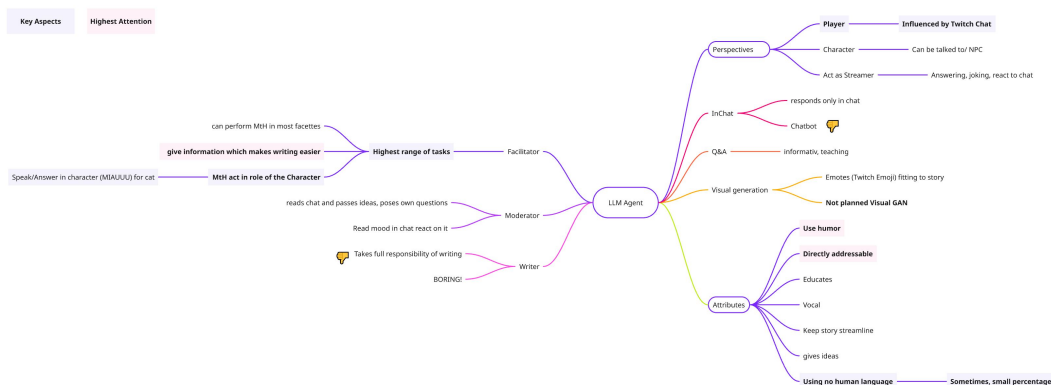 Key Aspects
Highest Attention
LLM Agent
Facilitator
Highest range of tasks
can perform MtH in most facettes
give information which makes writing easier
MtH act in role of the Character
Speak/Answer in character (MIAUUU) for cat
Moderator
reads chat and passes ideas, poses own questions
Read mood in chat react on it
Writer
Takes full responsibility of writing
BORING!
Perspectives
Player
Influenced by Twitch Chat
Character
Can be talked to/ NPC
Act as Streamer
Answering, joking, react to chat
InChat
responds only in chat
Chatbot
Q&A
informativ, teaching
Visual generation
Emotes (Twitch Emoji) fitting to story
Not planned Visual GAN
Attributes
Use humor
Directly addressable
Educates
Vocal
Keep story streamline
gives ideas
Using no human language
Sometimes, small percentage